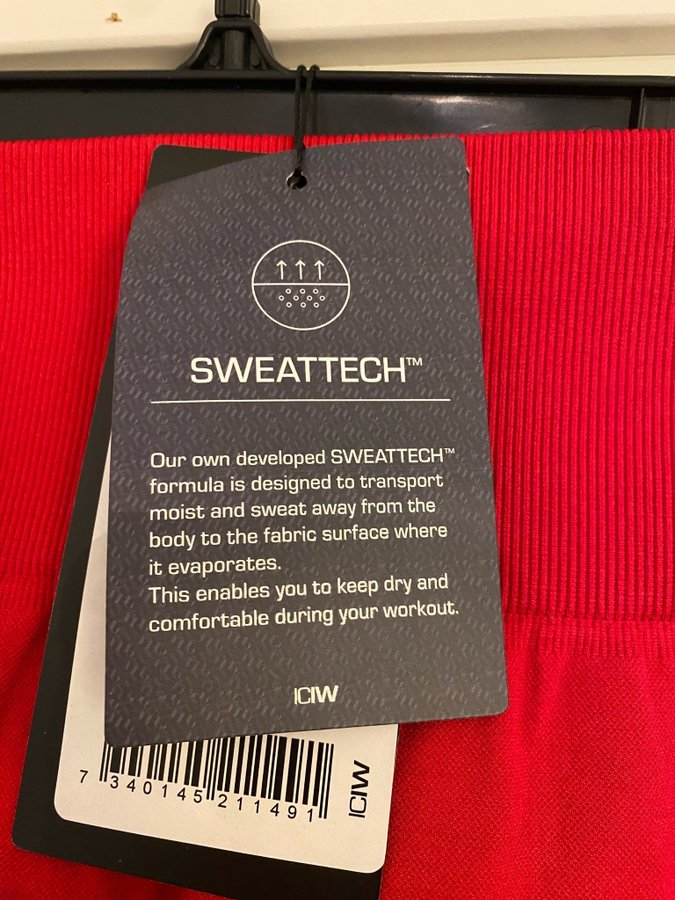 SWEATTECH™
Our own developed SWEATTECH™
formula is designed to transport
moist and sweat away from the
body to the fabric surface where
it evaporates.
This enables you to keep dry and
comfortable during your workout.
ICIW
7 340145 211491
ICIW